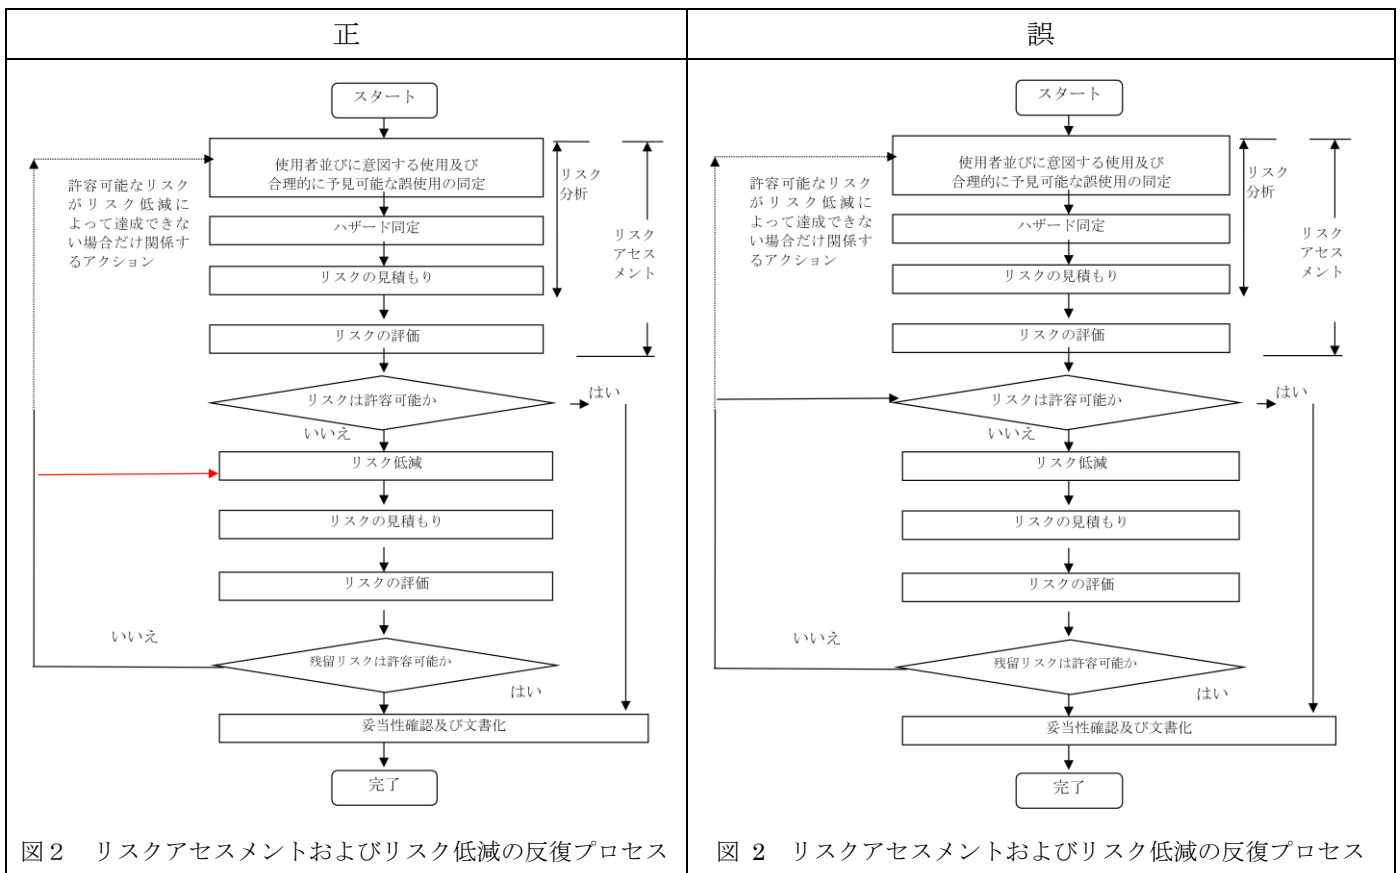 正
スタート
使用者並びに意図する使用及び
合理的に予見可能な誤使用の同定
リスク
分析
許容可能なリスク
がリスク低減に
よって達成できな
い場合だけ関係す
るアクション
ハザード同定
リスク
アセス
メント
リスクの見積もり
リスクの評価
リスクは許容可能か
はい
いいえ
リスク低減
リスクの見積もり
リスクの評価
いいえ
残留リスクは許容可能か
はい
妥当性確認及び文書化
完了
図2 リスクアセスメントおよびリスク低減の反復プロセス
誤
スタート
使用者並びに意図する使用及び
合理的に予見可能な誤使用の同定
リスク
分析
許容可能なリスク
がリスク低減に
よって達成できな
い場合だけ関係す
るアクション
ハザード同定
リスク
アセス
メント
リスクの見積もり
リスクの評価
リスクは許容可能か
はい
いいえ
リスク低減
リスクの見積もり
リスクの評価
いいえ
残留リスクは許容可能か
はい
妥当性確認及び文書化
完了
図 2 リスクアセスメントおよびリスク低減の反復プロセス